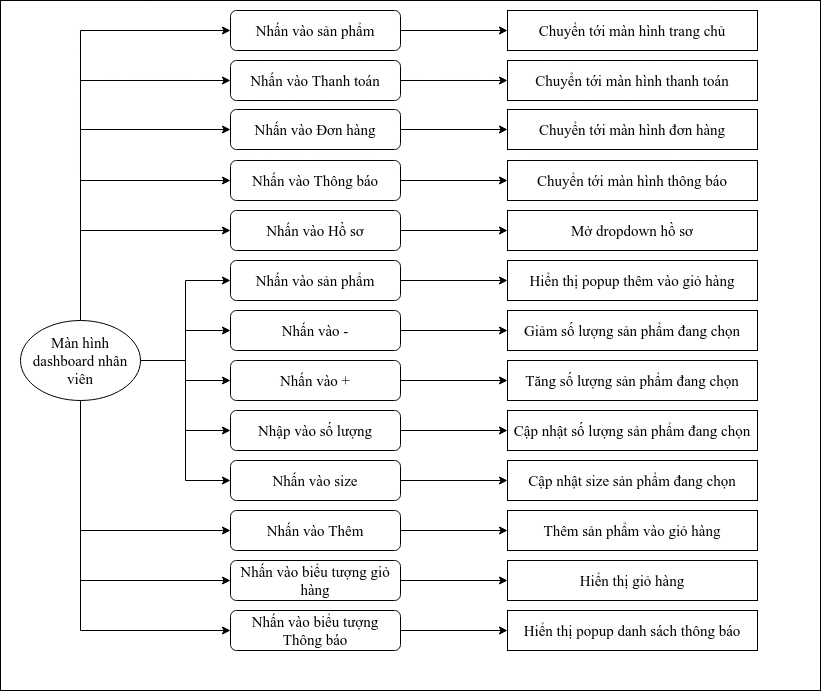 Nhấn vào sản phẩm
Chuyển tới màn hình trang chủ
Nhấn vào Thanh toán
Chuyển tới màn hình thanh toán
Nhấn vào Đơn hàng
Chuyển tới màn hình đơn hàng
Nhấn vào Thông báo
Chuyển tới màn hình thông báo
Nhấn vào Hồ sơ
Mở dropdown hồ sơ
Nhấn vào sản phẩm
Hiển thị popup thêm vào giỏ hàng
Nhấn vào -
Giảm số lượng sản phẩm đang chọn
Màn hình
dashboard nhân
viên
Nhấn vào +
Tăng số lượng sản phẩm đang chọn
Nhập vào số lượng
Cập nhật số lượng sản phẩm đang chọn
Nhấn vào size
Cập nhật size sản phẩm đang chọn
Nhấn vào Thêm
Thêm sản phẩm vào giỏ hàng
Nhấn vào biểu tượng giỏ
hàng
Hiển thị giỏ hàng
Nhấn vào biểu tượng
Thông báo
Hiển thị popup danh sách thông báo